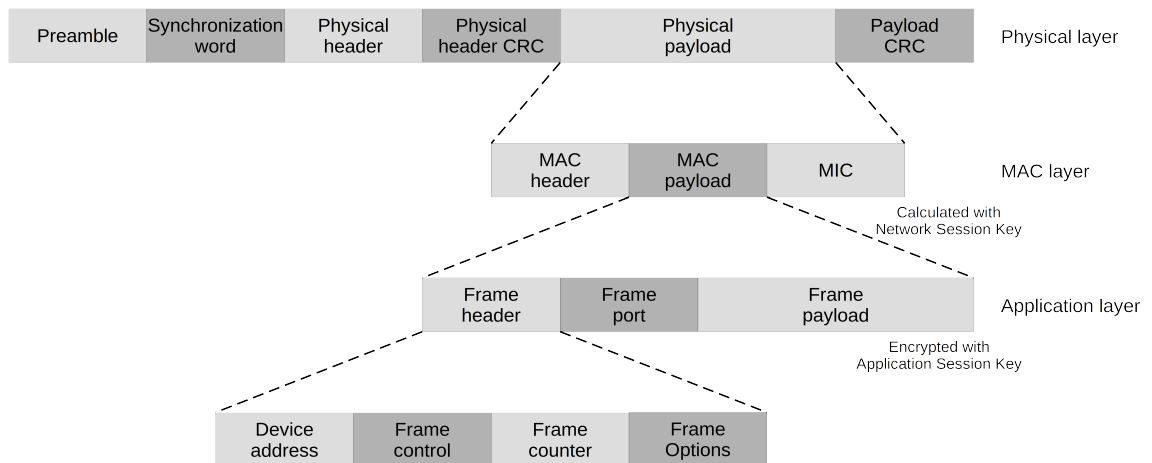 Preamble
Synchronization
word
Physical
header
Physical
header CRC
Physical
payload
Payload
CRC
Physical layer
MAC
header
MAC
payload
MIC
MAC layer
Calculated with
Network Session Key
Frame
header
Frame
port
Frame
payload
Application layer
Encrypted with
Application Session Key
Device
address
Frame
control
Frame
counter
Frame
Options